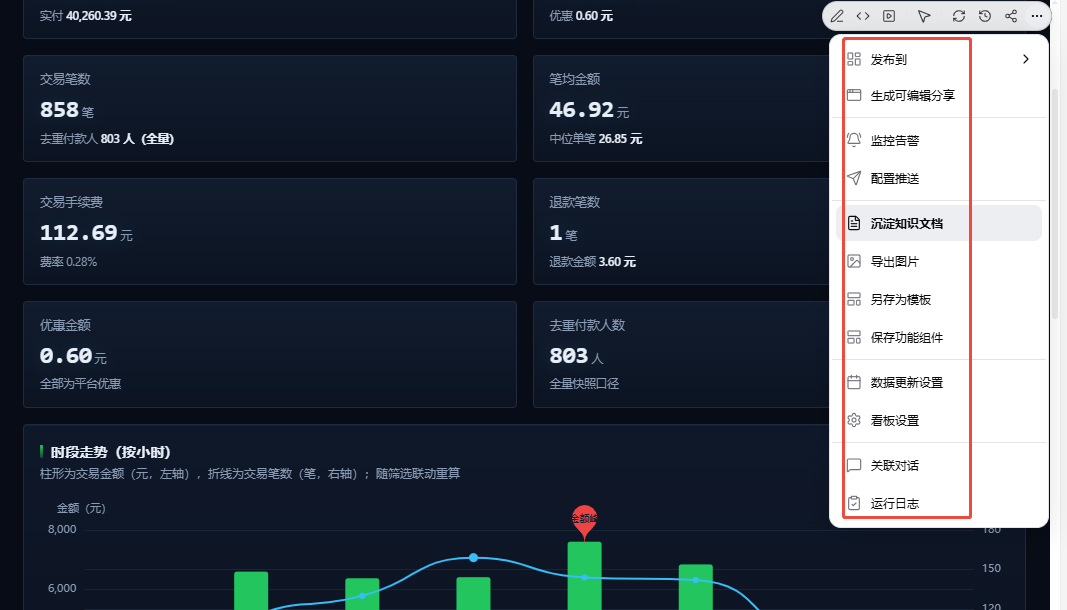 实付 40,260.39 元
优惠 0.60 元
交易笔数
858 笔
去重付款人 803 人（全量）
笔均金额
46.92 元
中位单笔 26.85 元
交易手续费
112.69 元
费率 0.28%
退款笔数
1 笔
退款金额 3.60 元
优惠金额
0.60 元
全部为平台优惠
去重付款人数
803 人
全量快照口径
时段走势（按小时）
柱形为交易金额（元，左轴），折线为交易笔数（笔，右轴）；随筛选联动重算
金额（元）
8,000
6,000
金额峰
180
150
120
发布到
生成可编辑分享
监控告警
配置推送
沉淀知识文档
导出图片
另存为模板
保存功能组件
数据更新设置
看板设置
关联对话
运行日志